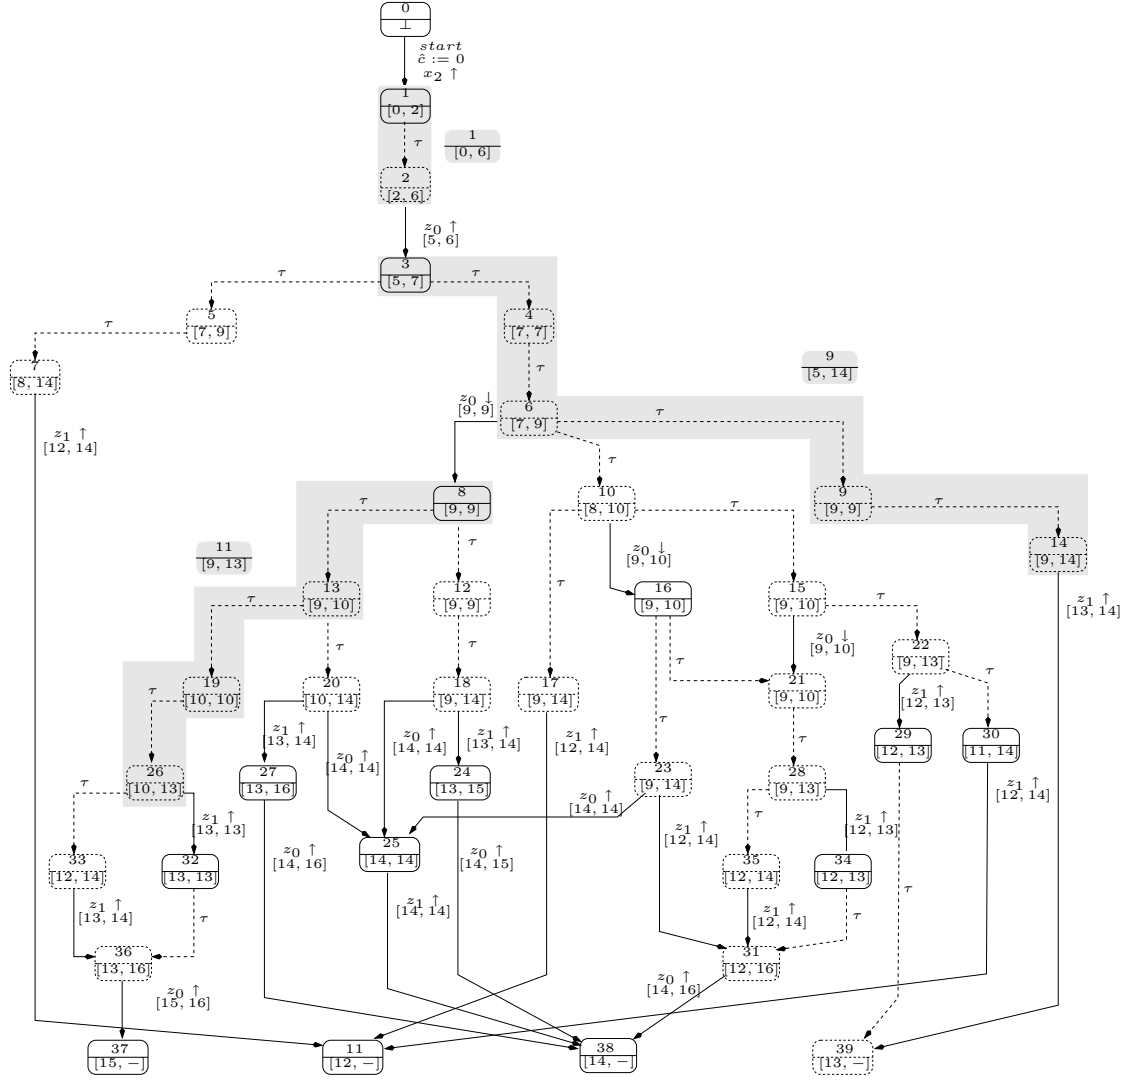 0
⊥
start
ĉ := 0
x₂ ↑
1
[0, 2]
τ
1
[0, 6]
2
[2, 6]
z₀ ↑
[5, 6]
3
[5, 7]
τ
τ
5
[7, 9]
4
[7, 7]
τ
7
[8, 14]
τ
9
[5, 14]
z₀ ↓
[9, 9]
6
[7, 9]
τ
z₁ ↑
[12, 14]
τ
8
[9, 9]
10
[8, 10]
9
[9, 9]
τ
τ
τ
τ
11
[9, 13]
z₀ ↓
[9, 10]
14
[9, 14]
13
[9, 10]
12
[9, 9]
τ
16
[9, 10]
15
[9, 10]
τ
τ
z₁ ↑
[13, 14]
τ
τ
τ
z₀ ↓
[9, 10]
22
[9, 13]
19
[10, 10]
20
[10, 14]
18
[9, 14]
17
[9, 14]
21
[9, 10]
τ
τ
z₁ ↑
[13, 14]
z₀ ↑
[14, 14]
z₀ ↑
[14, 14]
z₁ ↑
[13, 14]
z₁ ↑
[12, 14]
τ
τ
z₁ ↑
[12, 13]
29
[12, 13]
30
[11, 14]
26
[10, 13]
27
[13, 16]
24
[13, 15]
23
[9, 14]
28
[9, 13]
τ
z₁ ↑
[13, 13]
z₀ ↑
[14, 14]
z₁ ↑
[12, 14]
τ
z₁ ↑
[12, 13]
z₁ ↑
[12, 14]
33
[12, 14]
32
[13, 13]
z₀ ↑
[14, 16]
25
[14, 14]
z₀ ↑
[14, 15]
35
[12, 14]
34
[12, 13]
τ
z₁ ↑
[13, 14]
τ
z₁ ↑
[14, 14]
z₁ ↑
[12, 14]
τ
36
[13, 16]
31
[12, 16]
z₀ ↑
[15, 16]
z₀ ↑
[14, 16]
37
[15, −]
11
[12, −]
38
[14, −]
39
[13, −]